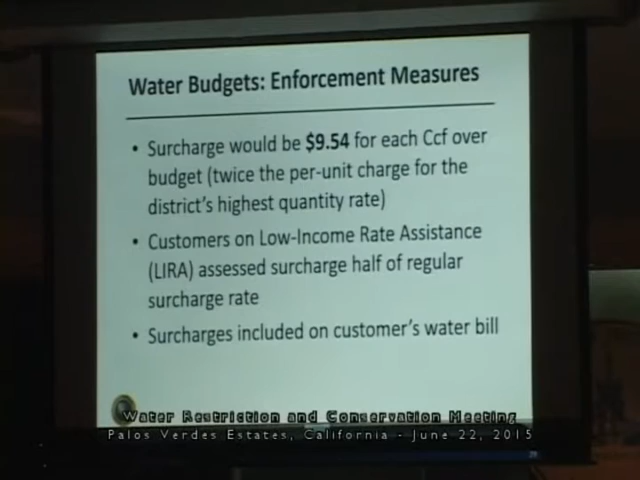 Water Budgets: Enforcement Measures
• Surcharge would be $9.54 for each Ccf over
budget (twice the per-unit charge for the
district's highest quantity rate)
• Customers on Low-Income Rate Assistance
(LIRA) assessed surcharge half of regular
surcharge rate
• Surcharges included on customer's water bill
Water Restriction and Conservation Meeting
Palos Verdes Estates, California - June 22, 2015